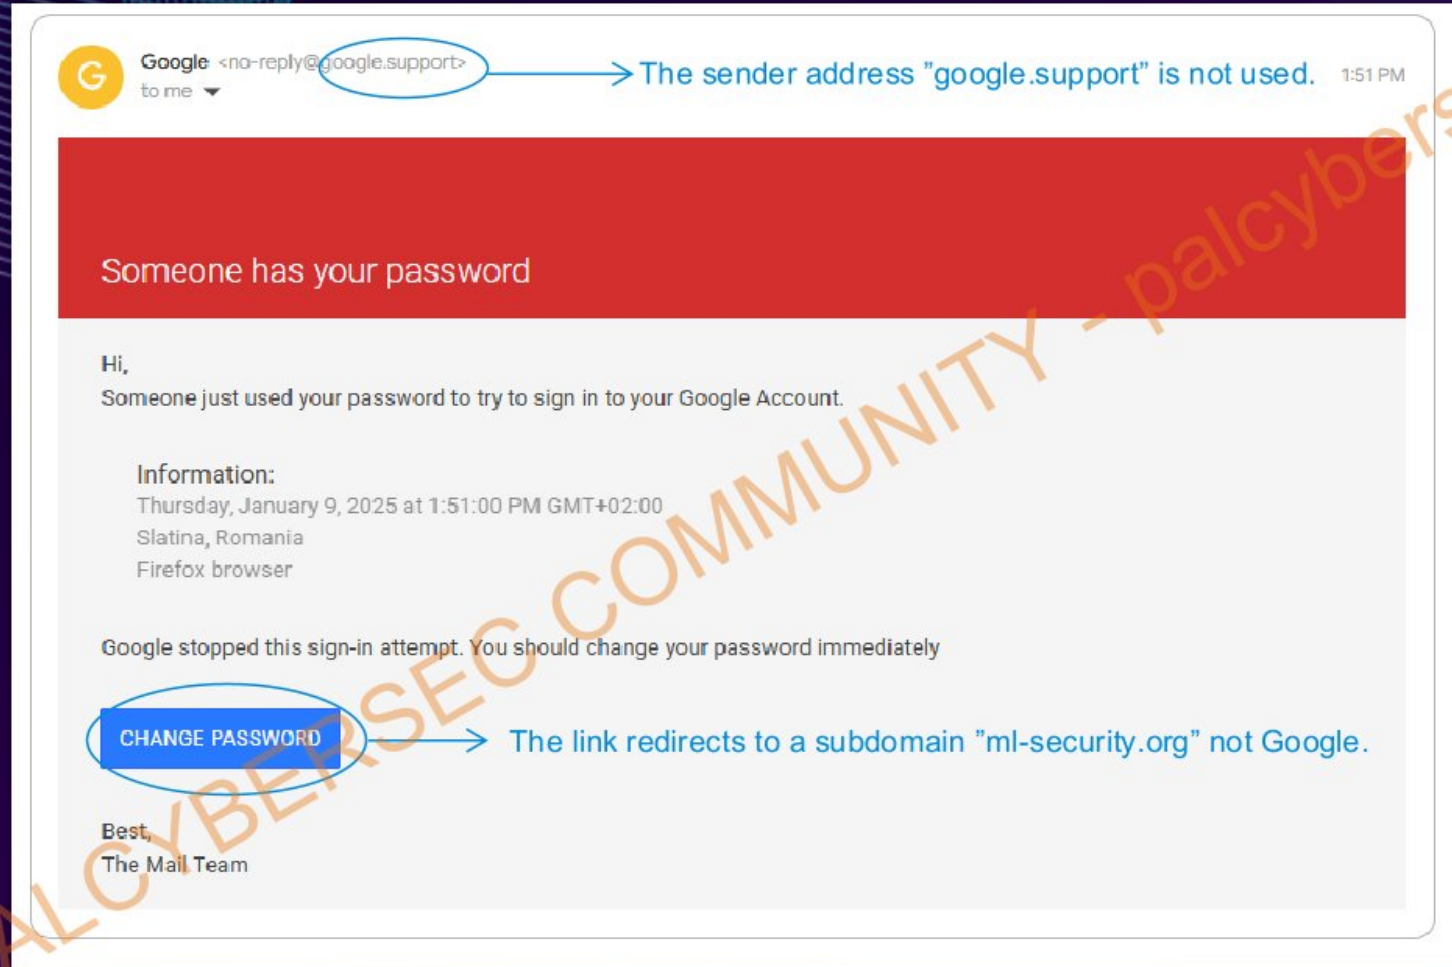 Google <no-reply@google.support>
The sender address "google.support" is not used.
1:51 PM
to me
G
Someone has your password
Hi,
Someone just used your password to try to sign in to your Google Account.
Information:
Thursday, January 9, 2025 at 1:51:00 PM GMT+02:00
Slatina, Romania
Firefox browser
Google stopped this sign-in attempt. You should change your password immediately
CHANGE PASSWORD
The link redirects to a subdomain "ml-security.org" not Google.
Best,
The Mail Team
ALCYBERSEC COMMUNITY - palcybers